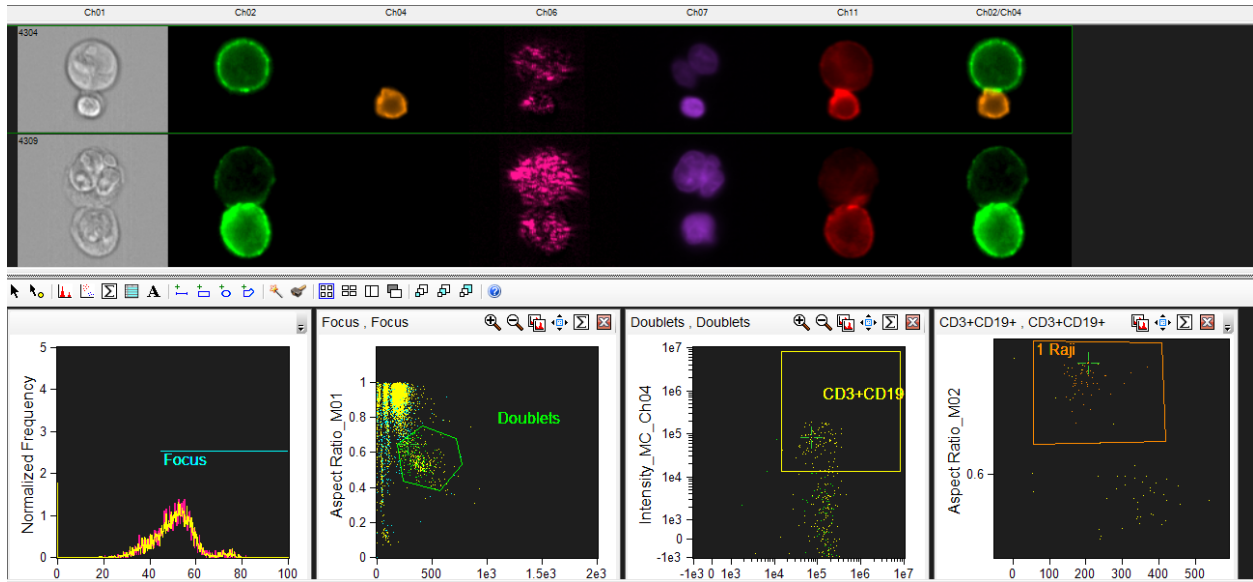 Ch01 Ch02 Ch04 Ch06 Ch07 Ch11 Ch02/Ch04
4304
4309
A Σ
Focus , Focus
Doublets , Doublets
CD3+CD19+ , CD3+CD19+
Normalized Frequency
5
4
3
2
1
0
Focus
0 20 40 60 80 100
Aspect Ratio_M01
1
0.8
0.6
0.4
0.2
0
Doublets
0 500 1e3 1.5e3 2e3
Intensity_MC_Ch04
1e7
1e6
1e5
1e4
1e3
0
-1e3
CD3+CD19
-1e3 0 1e3 1e4 1e5 1e6 1e7
Aspect Ratio_M02
0.6
1 Raji
0 100 200 300 400 500